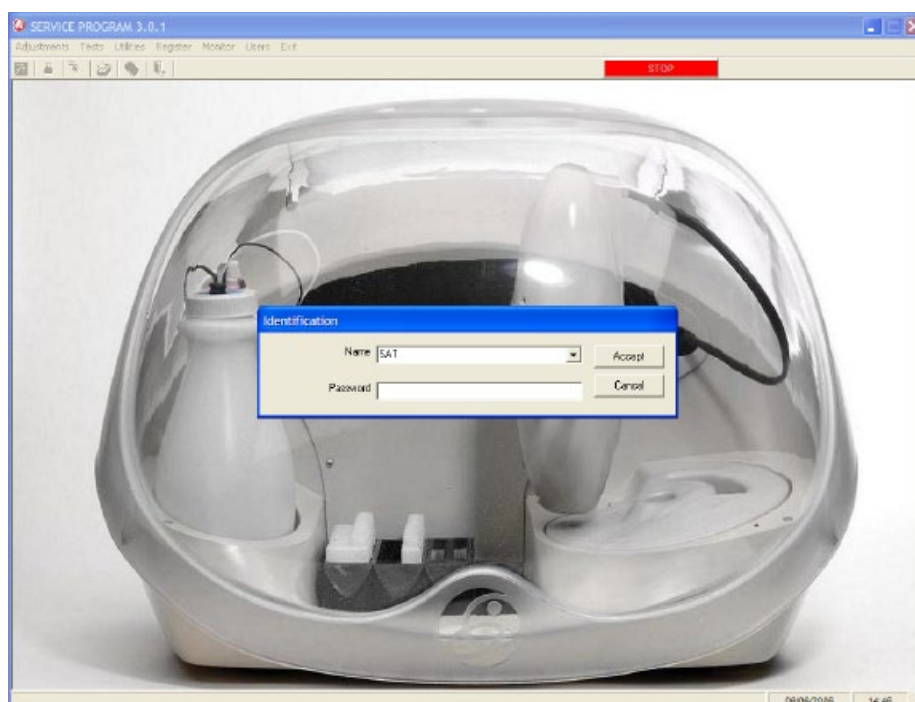 SERVICE PROGRAM 3.0.1
Adjustments Tests Utilities Register Monitor Users Exit
STOP
Identification
Name SAT Accept
Password Cancel